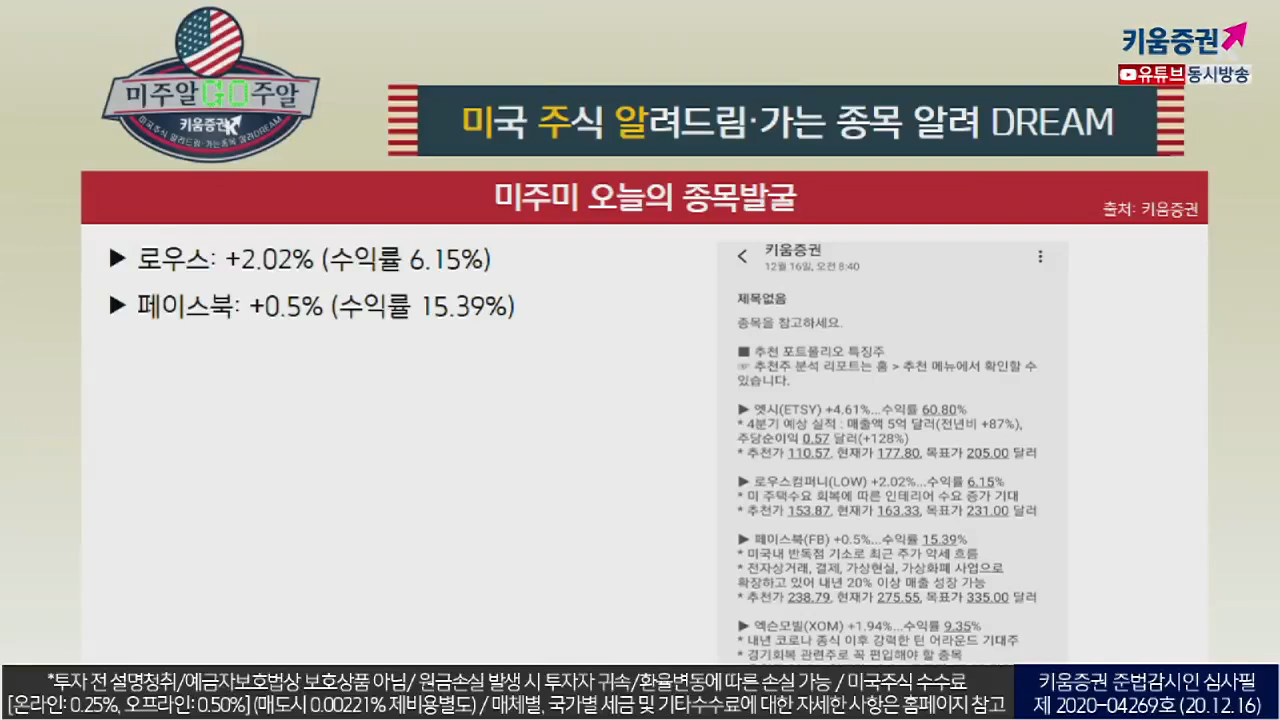 미주알GO주알
키움증권
미국주식 알려드림·가는종목 알려DREAM
키움증권
유튜브 동시방송
미국 주식 알려드림·가는 종목 알려 DREAM
미주미 오늘의 종목발굴
출처: 키움증권
▶ 로우스: +2.02% (수익률 6.15%)
▶ 페이스북: +0.5% (수익률 15.39%)
키움증권
12월 16일, 오전 8:40
제목없음
종목을 참고하세요.
■ 추천 포트폴리오 특징주
☞ 추천주 분석 리포트는 홈 > 추천 메뉴에서 확인할 수
있습니다.
▶ 엣시(ETSY) +4.61%...수익률 60.80%
* 4분기 예상 실적 : 매출액 5억 달러(전년비 +87%),
주당순이익 0.57 달러(+128%)
* 추천가 110.57, 현재가 177.80, 목표가 205.00 달러
▶ 로우스컴퍼니(LOW) +2.02%...수익률 6.15%
* 미 주택수요 회복에 따른 인테리어 수요 증가 기대
* 추천가 153.87, 현재가 163.33, 목표가 231.00 달러
▶ 페이스북(FB) +0.5%...수익률 15.39%
* 미국내 반독점 기소로 최근 주가 약세 흐름
* 전자상거래, 결제, 가상현실, 가상화폐 사업으로
확장하고 있어 내년 20% 이상 매출 성장 가능
* 추천가 238.79, 현재가 275.55, 목표가 335.00 달러
▶ 엑슨모빌(XOM) +1.94%...수익률 9.35%
* 내년 코로나 종식 이후 강력한 턴 어라운드 기대주
* 경기회복 관련주로 꼭 편입해야 할 종목
*투자 전 설명청취/예금자보호법상 보호상품 아님/ 원금손실 발생 시 투자자 귀속/환율변동에 따른 손실 가능 / 미국주식 수수료
[온라인: 0.25%, 오프라인: 0.50%] (매도시 0.00221% 제비용별도) / 매체별, 국가별 세금 및 기타수수료에 대한 자세한 사항은 홈페이지 참고
키움증권 준법감시인 심사필
제 2020-04269호 (20.12.16)